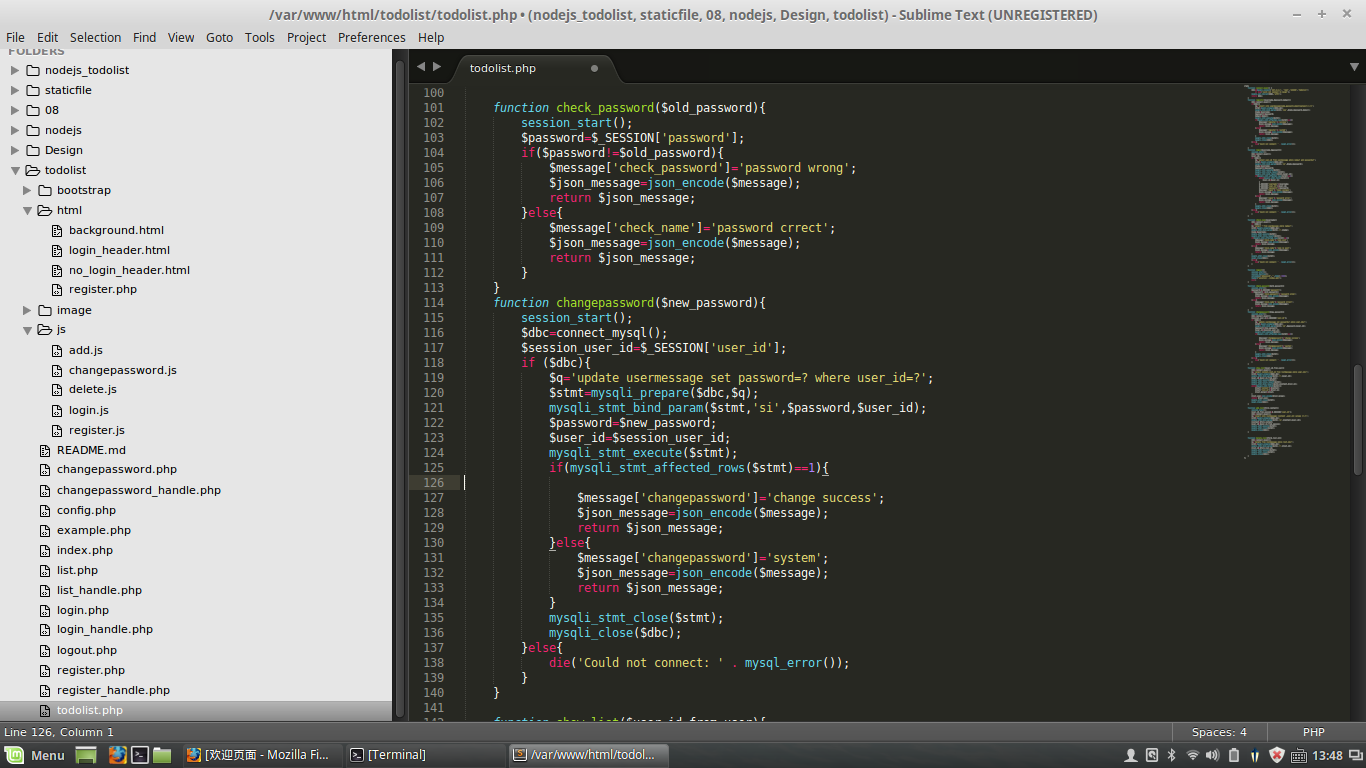 /var/www/html/todolist/todolist.php • (nodejs_todolist, staticfile, 08, nodejs, Design, todolist) - Sublime Text (UNREGISTERED)
File Edit Selection Find View Goto Tools Project Preferences Help
FOLDERS
nodejs_todolist
staticfile
08
nodejs
Design
todolist
bootstrap
html
background.html
login_header.html
no_login_header.html
register.php
image
js
add.js
changepassword.js
delete.js
login.js
register.js
README.md
changepassword.php
changepassword_handle.php
config.php
example.php
index.php
list.php
list_handle.php
login.php
login_handle.php
logout.php
register.php
register_handle.php
todolist.php
todolist.php
100
101 function check_password($old_password){
102 session_start();
103 $password=$_SESSION['password'];
104 if($password!=$old_password){
105 $message['check_password']='password wrong';
106 $json_message=json_encode($message);
107 return $json_message;
108 }else{
109 $message['check_name']='password crrect';
110 $json_message=json_encode($message);
111 return $json_message;
112 }
113 }
114 function changepassword($new_password){
115 session_start();
116 $dbc=connect_mysql();
117 $session_user_id=$_SESSION['user_id'];
118 if ($dbc){
119 $q='update usermessage set password=? where user_id=?';
120 $stmt=mysqli_prepare($dbc,$q);
121 mysqli_stmt_bind_param($stmt,'si',$password,$user_id);
122 $password=$new_password;
123 $user_id=$session_user_id;
124 mysqli_stmt_execute($stmt);
125 if(mysqli_stmt_affected_rows($stmt)==1){
126
127 $message['changepassword']='change success';
128 $json_message=json_encode($message);
129 return $json_message;
130 }else{
131 $message['changepassword']='system';
132 $json_message=json_encode($message);
133 return $json_message;
134 }
135 mysqli_stmt_close($stmt);
136 mysqli_close($dbc);
137 }else{
138 die('Could not connect: ' . mysql_error());
139 }
140 }
141
142 function show_list($user_id_from_user){
Line 126, Column 1 Spaces: 4 PHP
Menu [欢迎页面 - Mozilla Fi... [Terminal] /var/www/html/todol... 13:48